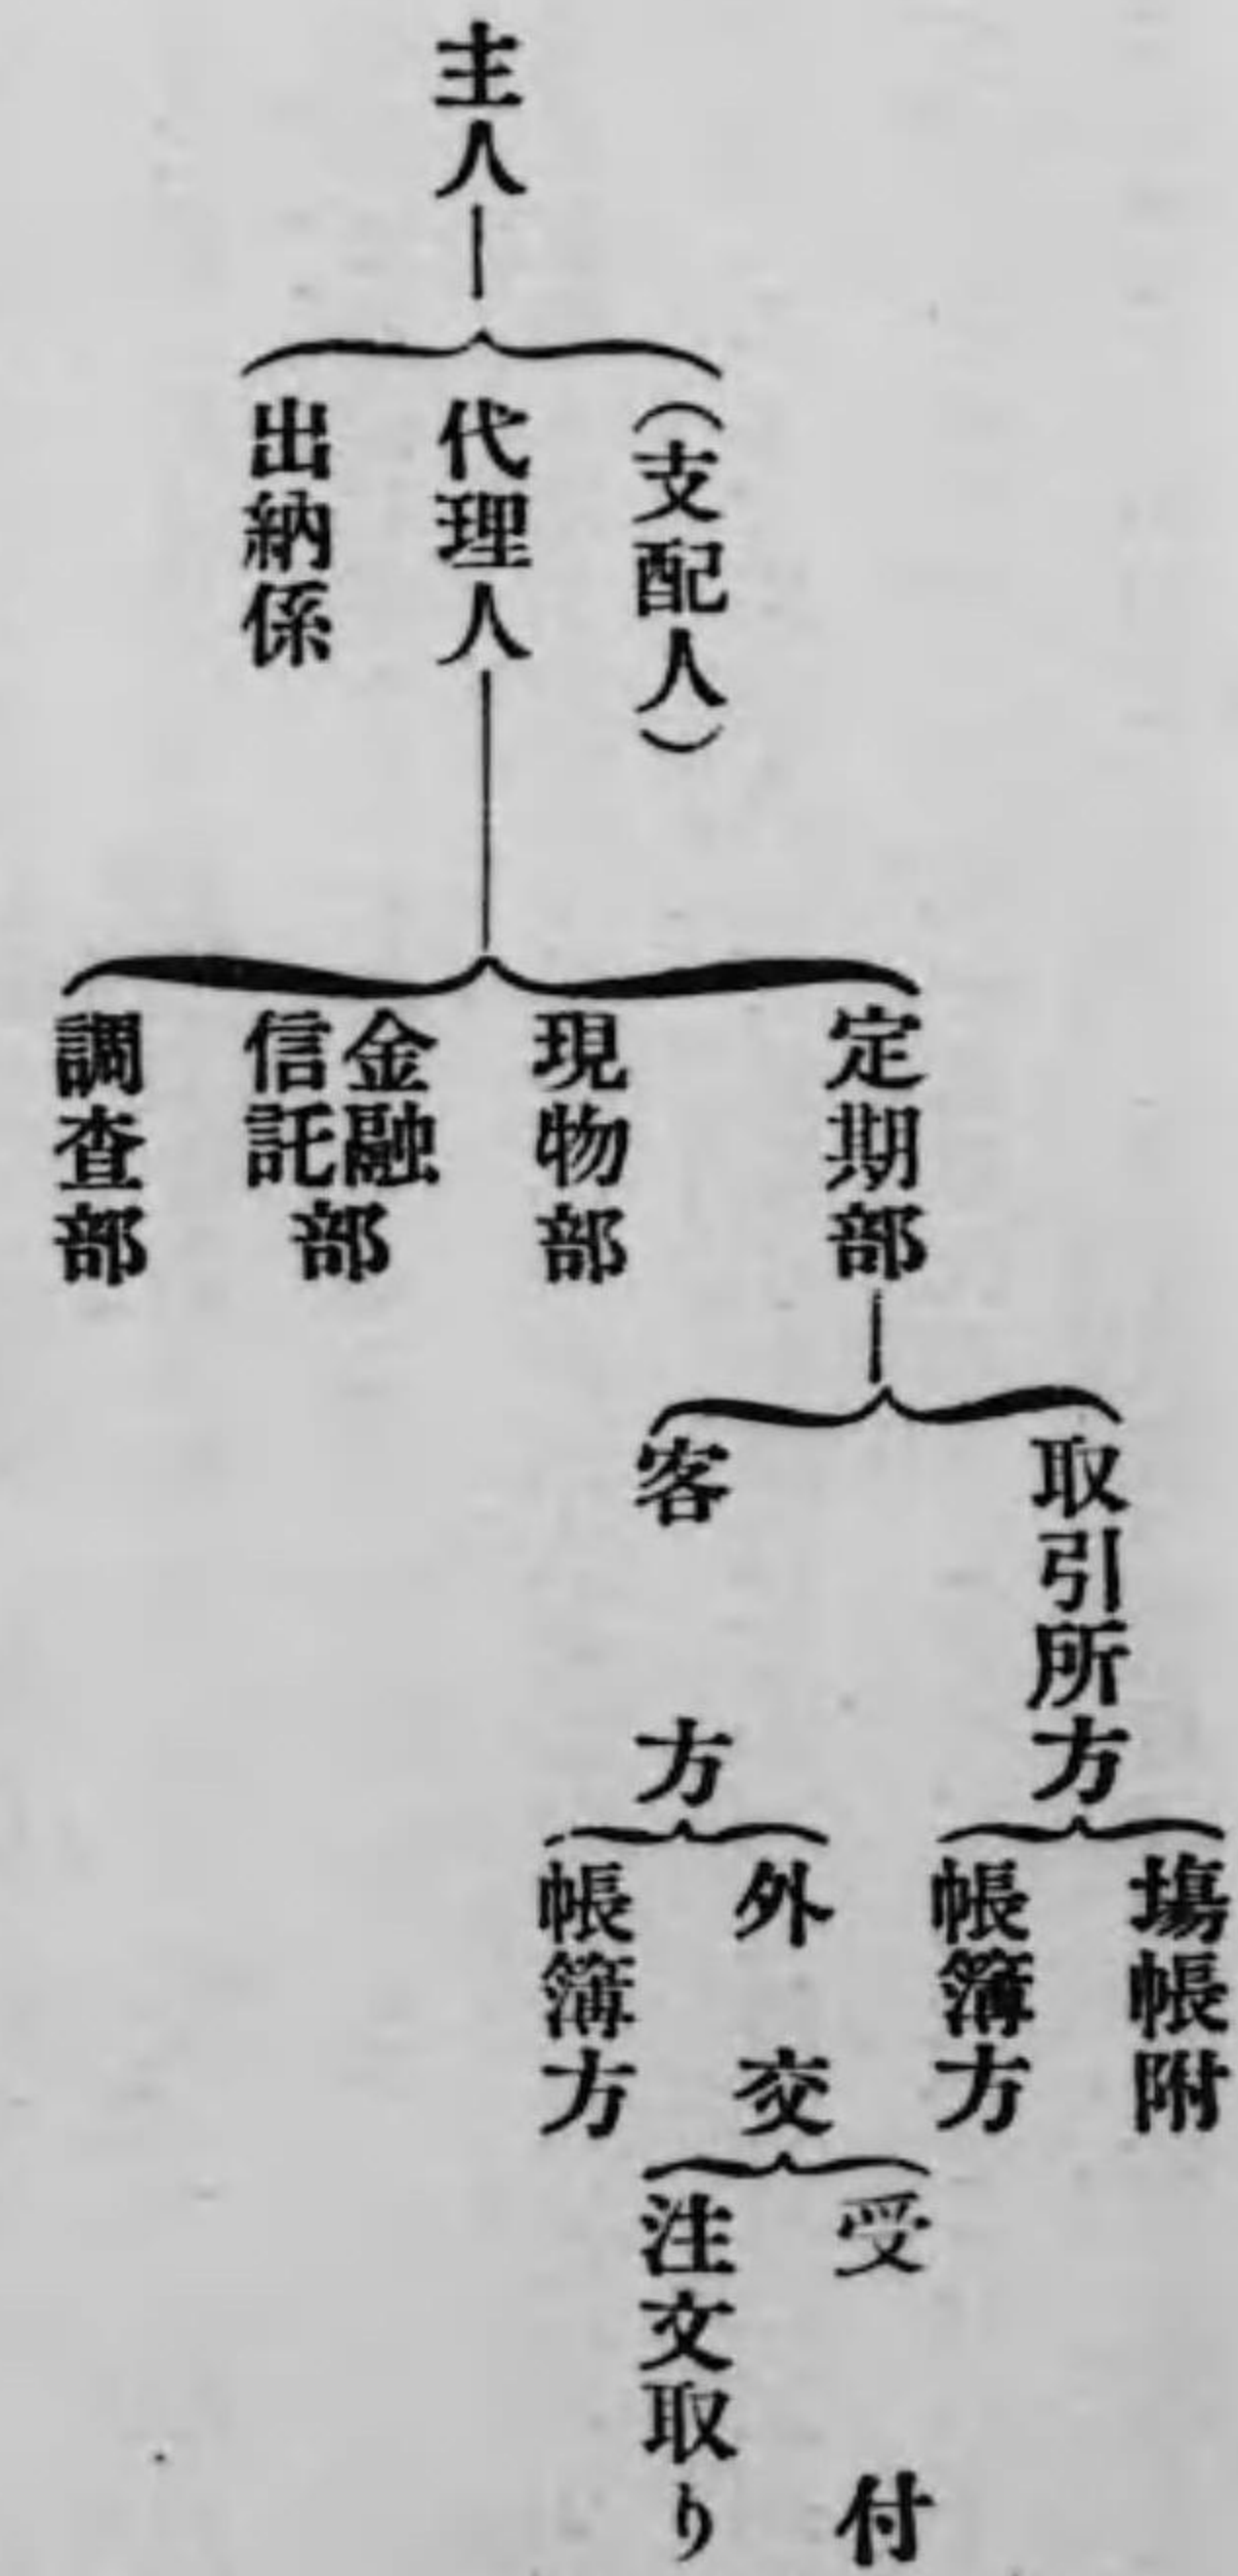 主人
（支配人）
代理人
出納係
定期部
現物部
金融
信託
部
調査部
取引所方
客方
場帳附
帳簿方
外交
帳簿方
受付
注文取り